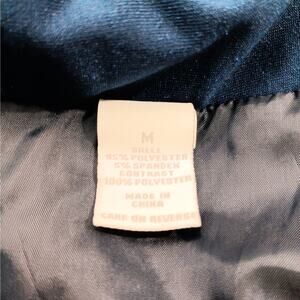 M
SHELL
95% POLYESTER
5% SPANDEX
CONTRAST
100% POLYESTER
MADE IN
CHINA
CARE ON REVERSE